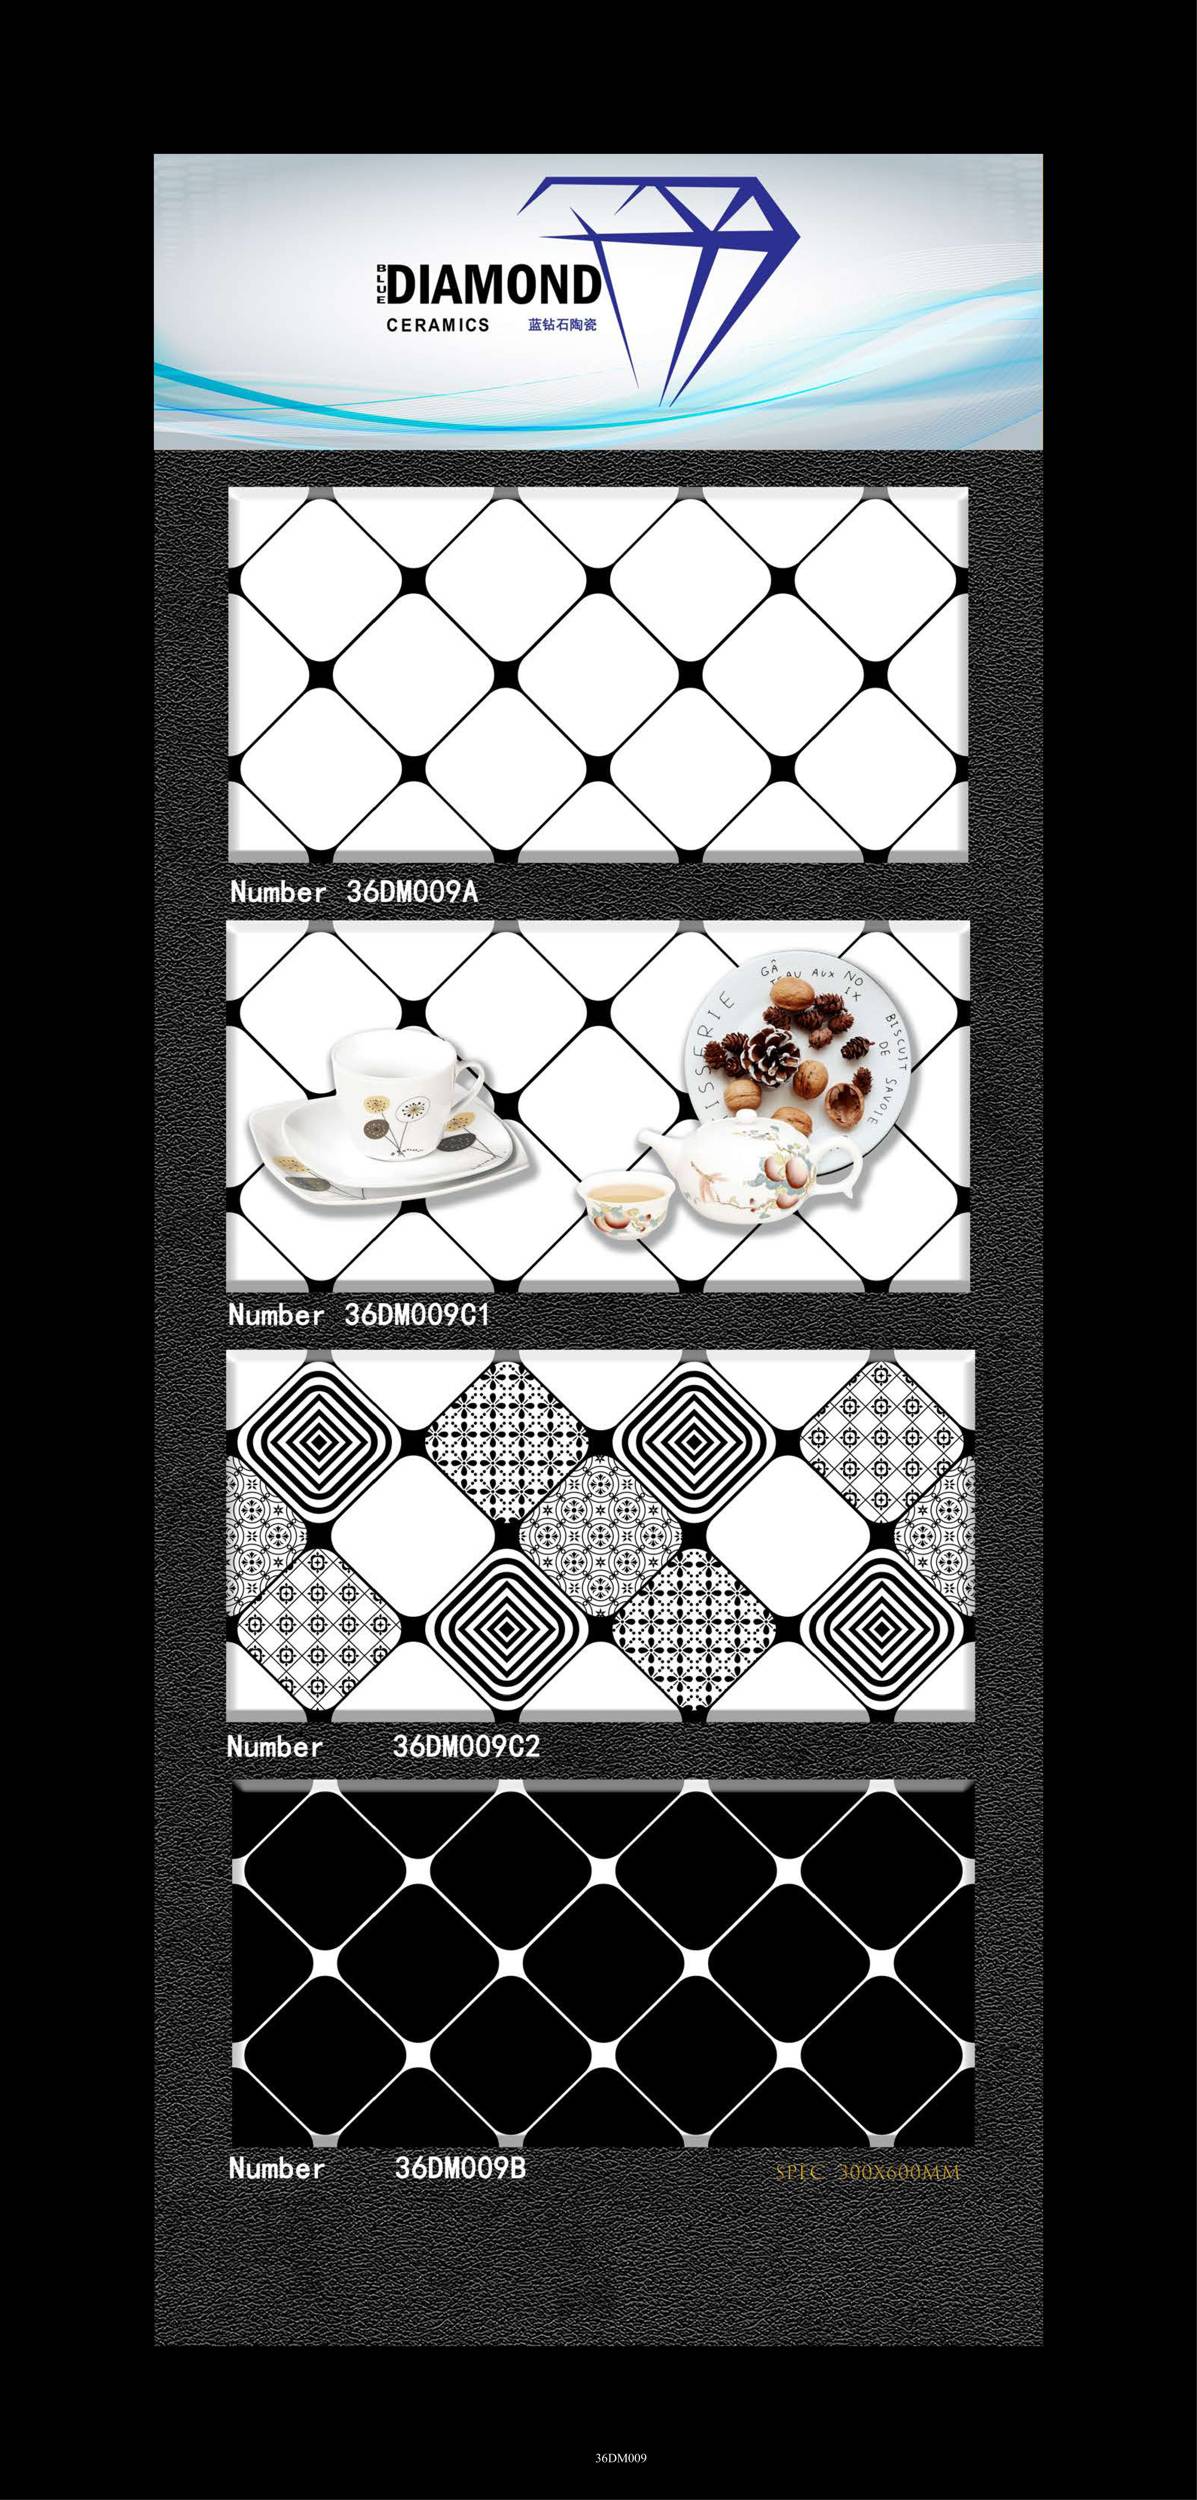 BLUE DIAMOND
CERAMICS 蓝钻石陶瓷
Number 36DM009A
GÂTEAU AUX NOIX
BISCUIT DE SAVOIE
Number 36DM009C1
Number 36DM009C2
Number 36DM009B
SPEC 300X600MM
36DM009